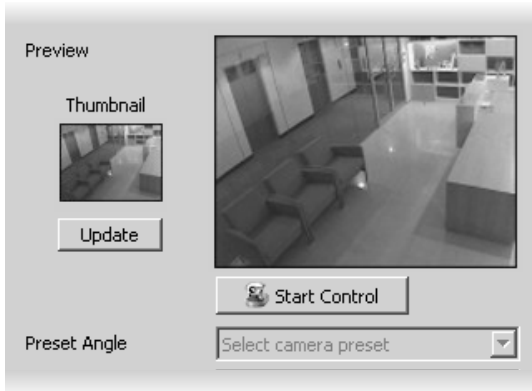 Preview
Thumbnail
Update
Start Control
Preset Angle
Select camera preset